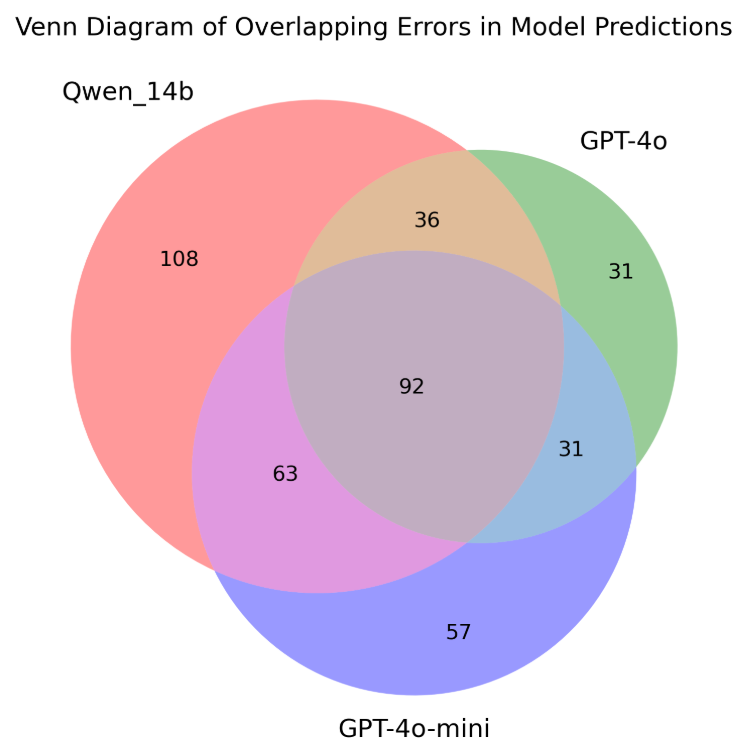 Venn Diagram of Overlapping Errors in Model Predictions
Qwen_14b
GPT-4o
36
108
31
92
31
63
57
GPT-4o-mini